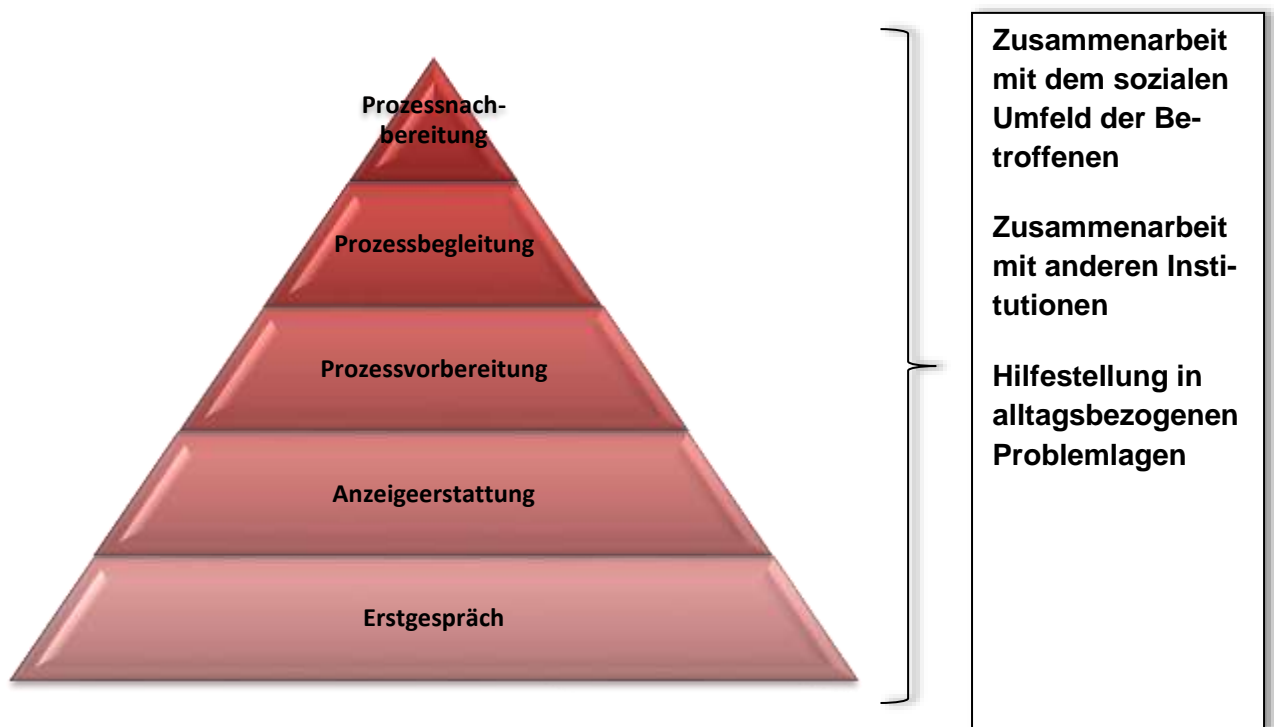 Prozessnach-
bereitung
Prozessbegleitung
Prozessvorbereitung
Anzeigeerstattung
Erstgespräch
Zusammenarbeit
mit dem sozialen
Umfeld der Be-
troffenen
Zusammenarbeit
mit anderen Insti-
tutionen
Hilfestellung in
alltagsbezogenen
Problemlagen